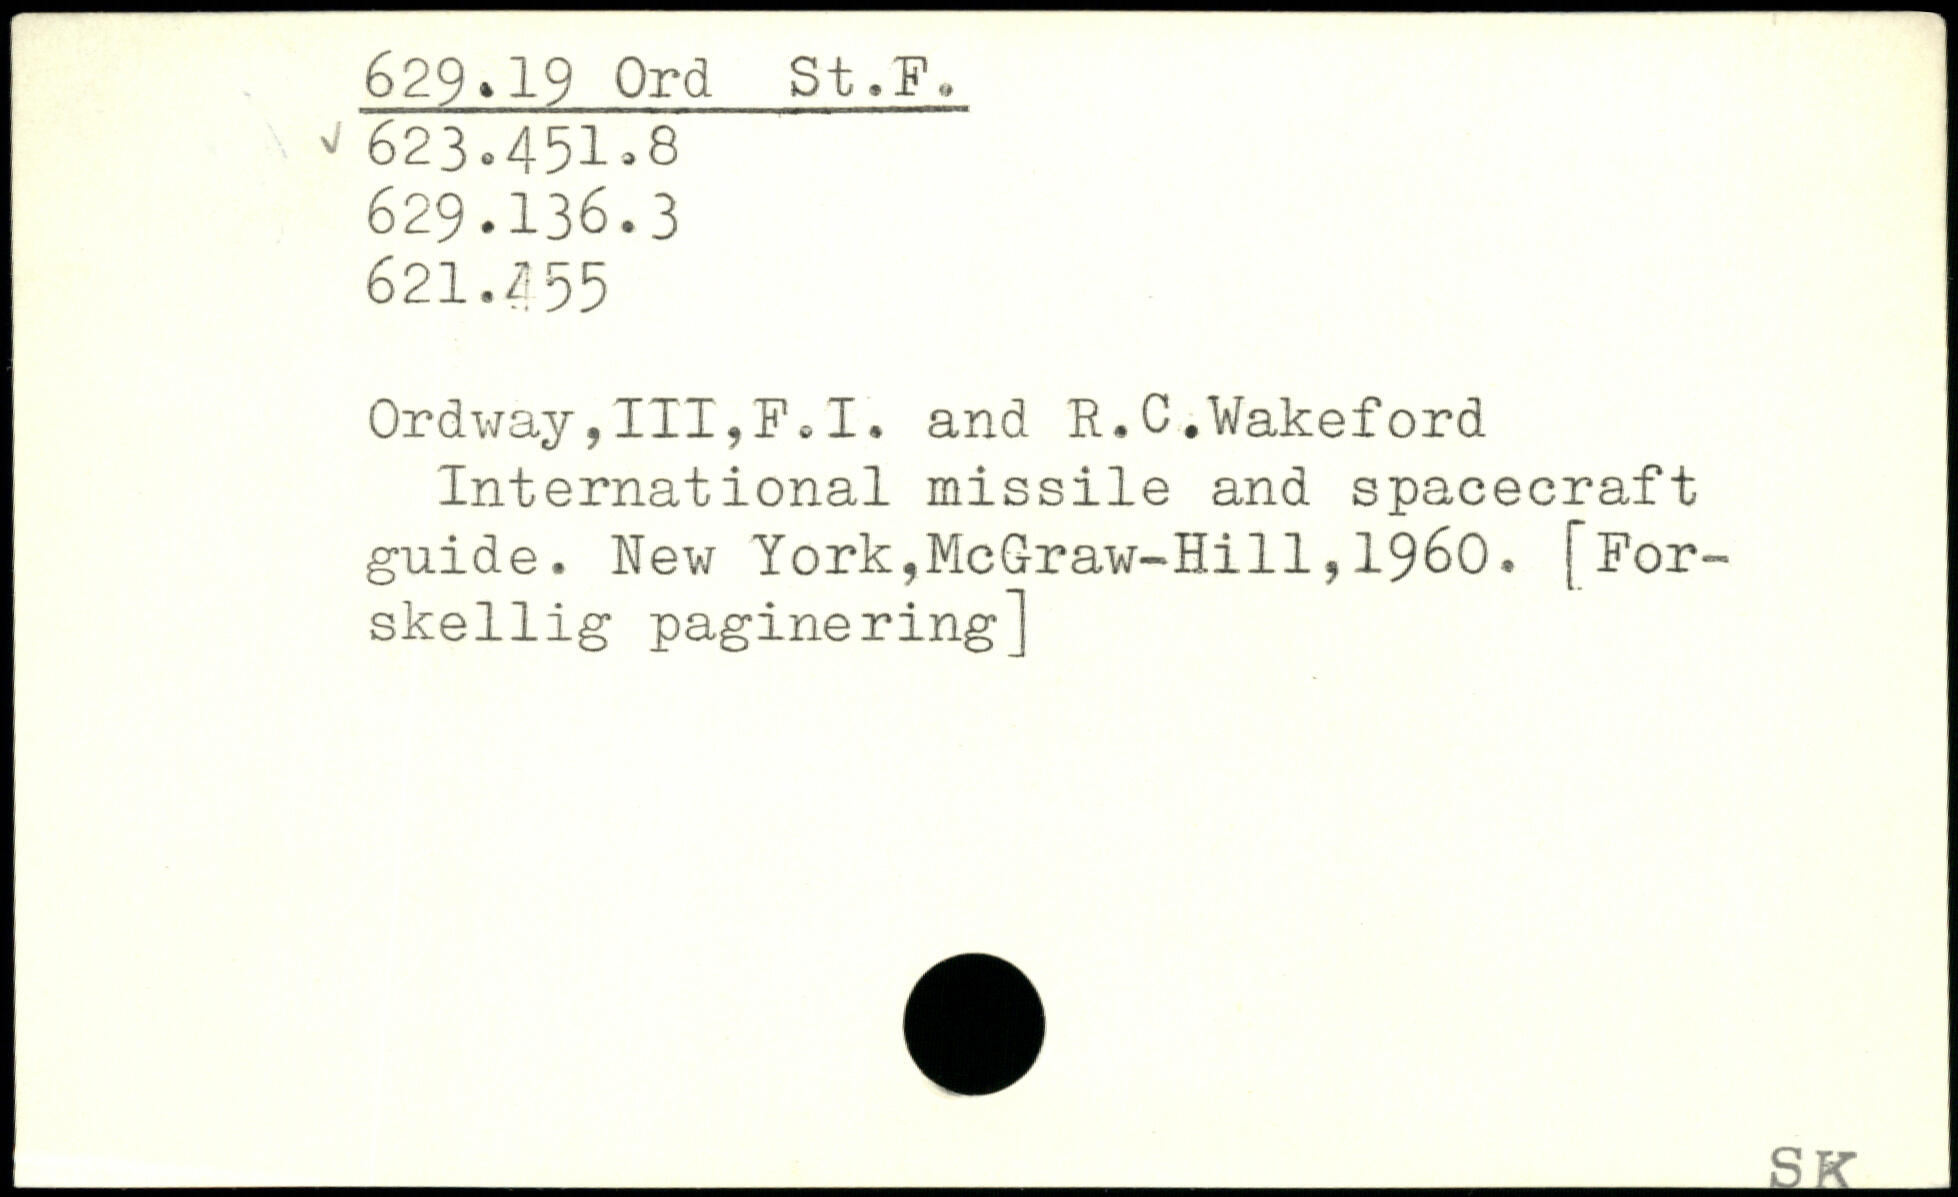 629.19 Ord  St.F.
✓ 623.451.8
629.136.3
621.455
Ordway,III,F.I. and R.C.Wakeford
International missile and spacecraft
guide. New York,McGraw-Hill,1960. [For-
skellig paginering]
SK